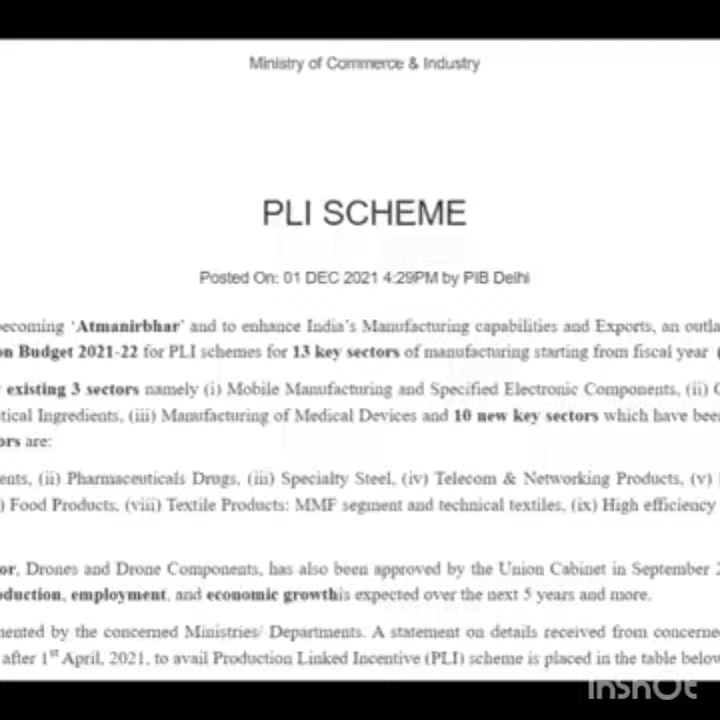 Ministry of Commerce & Industry
PLI SCHEME
Posted On: 01 DEC 2021 4:29PM by PIB Delhi
becoming 'Atmanirbhar' and to enhance India's Manufacturing capabilities and Exports, an outla
on Budget 2021-22 for PLI schemes for 13 key sectors of manufacturing starting from fiscal year (
existing 3 sectors namely (i) Mobile Manufacturing and Specified Electronic Components, (ii) C
tical Ingredients, (iii) Manufacturing of Medical Devices and 10 new key sectors which have been
ors are:
ents, (ii) Pharmaceuticals Drugs, (iii) Specialty Steel, (iv) Telecom & Networking Products, (v)
) Food Products, (viii) Textile Products: MMF segment and technical textiles, (ix) High efficiency
or, Drones and Drone Components, has also been approved by the Union Cabinet in September 2
oduction, employment, and economic growthis expected over the next 5 years and more.
mented by the concerned Ministries/ Departments. A statement on details received from concerne
after 1st April, 2021, to avail Production Linked Incentive (PLI) scheme is placed in the table below
InShOt